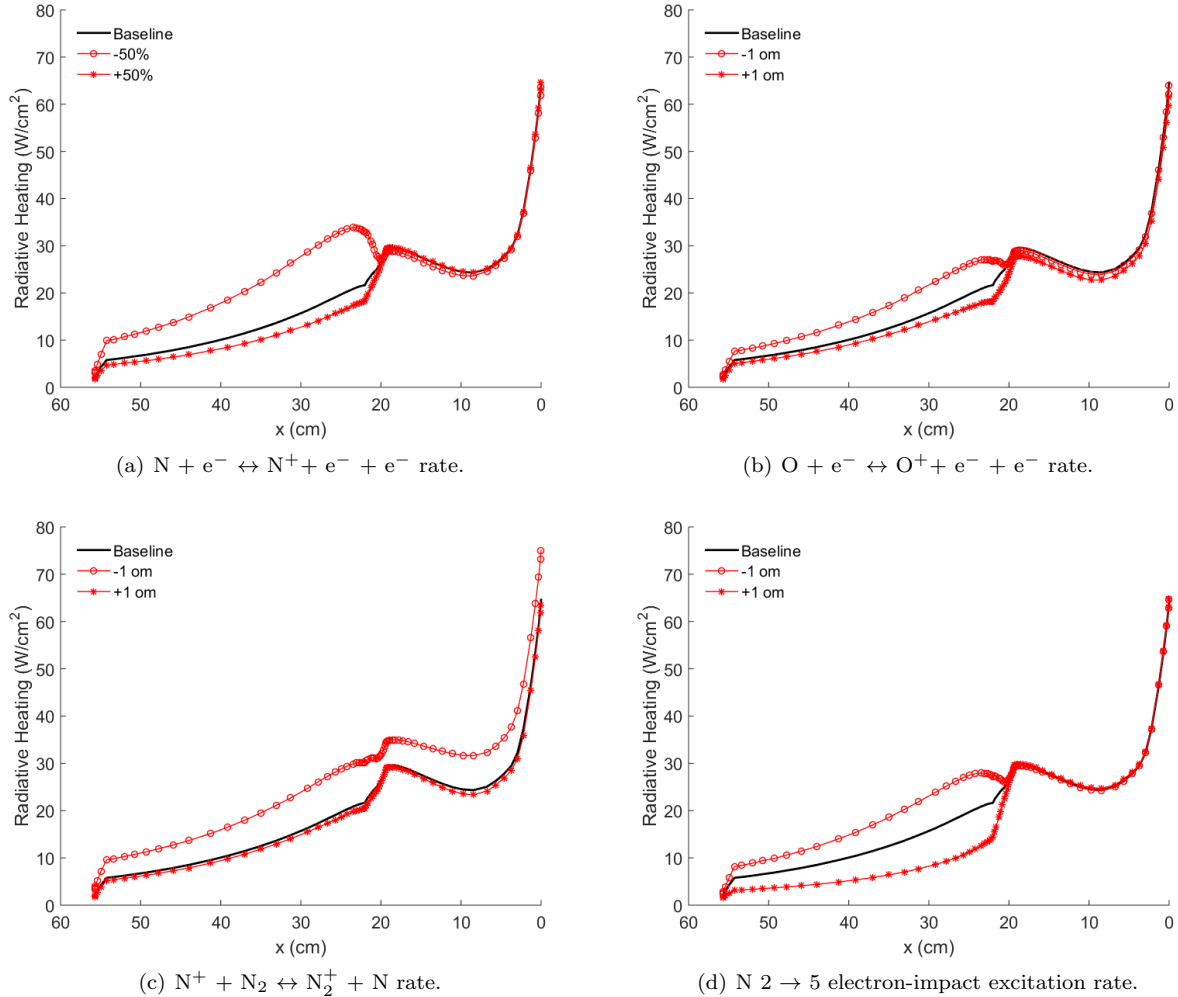 80
70
60
50
40
30
20
10
0
Radiative Heating (W/cm²)
Baseline
-50%
+50%
60 50 40 30 20 10 0
x (cm)
(a) N + e⁻ ↔ N⁺+ e⁻ + e⁻ rate.
80
70
60
50
40
30
20
10
0
Radiative Heating (W/cm²)
Baseline
-1 om
+1 om
60 50 40 30 20 10 0
x (cm)
(b) O + e⁻ ↔ O⁺+ e⁻ + e⁻ rate.
80
70
60
50
40
30
20
10
0
Radiative Heating (W/cm²)
Baseline
-1 om
+1 om
60 50 40 30 20 10 0
x (cm)
(c) N⁺ + N₂ ↔ N₂⁺ + N rate.
80
70
60
50
40
30
20
10
0
Radiative Heating (W/cm²)
Baseline
-1 om
+1 om
60 50 40 30 20 10 0
x (cm)
(d) N 2 → 5 electron-impact excitation rate.